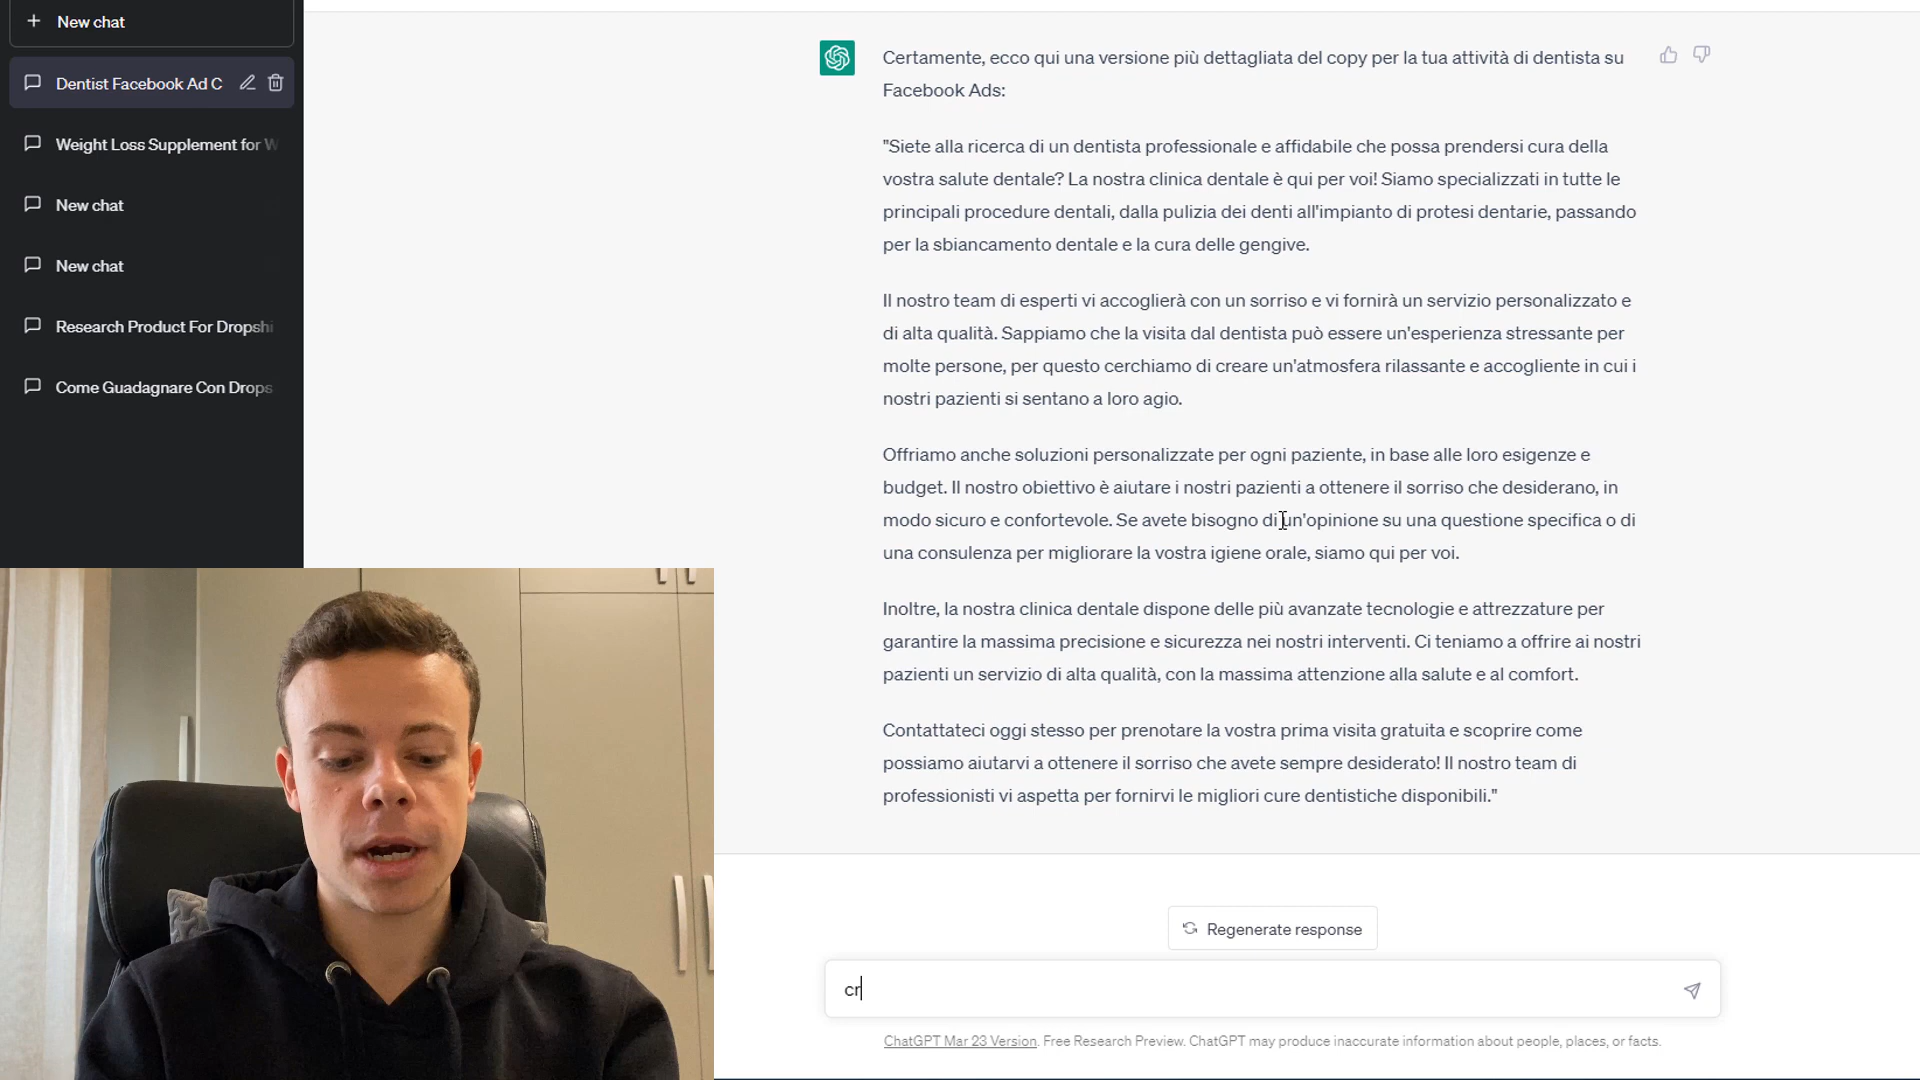 New chat
Dentist Facebook Ad C
Weight Loss Supplement for W
New chat
New chat
Research Product For Dropshi
Come Guadagnare Con Drops
Certamente, ecco qui una versione più dettagliata del copy per la tua attività di dentista su
Facebook Ads:
"Siete alla ricerca di un dentista professionale e affidabile che possa prendersi cura della
vostra salute dentale? La nostra clinica dentale è qui per voi! Siamo specializzati in tutte le
principali procedure dentali, dalla pulizia dei denti all'impianto di protesi dentarie, passando
per la sbiancamento dentale e la cura delle gengive.
Il nostro team di esperti vi accoglierà con un sorriso e vi fornirà un servizio personalizzato e
di alta qualità. Sappiamo che la visita dal dentista può essere un'esperienza stressante per
molte persone, per questo cerchiamo di creare un'atmosfera rilassante e accogliente in cui i
nostri pazienti si sentano a loro agio.
Offriamo anche soluzioni personalizzate per ogni paziente, in base alle loro esigenze e
budget. Il nostro obiettivo è aiutare i nostri pazienti a ottenere il sorriso che desiderano, in
modo sicuro e confortevole. Se avete bisogno di un'opinione su una questione specifica o di
una consulenza per migliorare la vostra igiene orale, siamo qui per voi.
Inoltre, la nostra clinica dentale dispone delle più avanzate tecnologie e attrezzature per
garantire la massima precisione e sicurezza nei nostri interventi. Ci teniamo a offrire ai nostri
pazienti un servizio di alta qualità, con la massima attenzione alla salute e al comfort.
Contattateci oggi stesso per prenotare la vostra prima visita gratuita e scoprire come
possiamo aiutarvi a ottenere il sorriso che avete sempre desiderato! Il nostro team di
professionisti vi aspetta per fornirvi le migliori cure dentistiche disponibili."
Regenerate response
cr
ChatGPT Mar 23 Version. Free Research Preview. ChatGPT may produce inaccurate information about people, places, or facts.